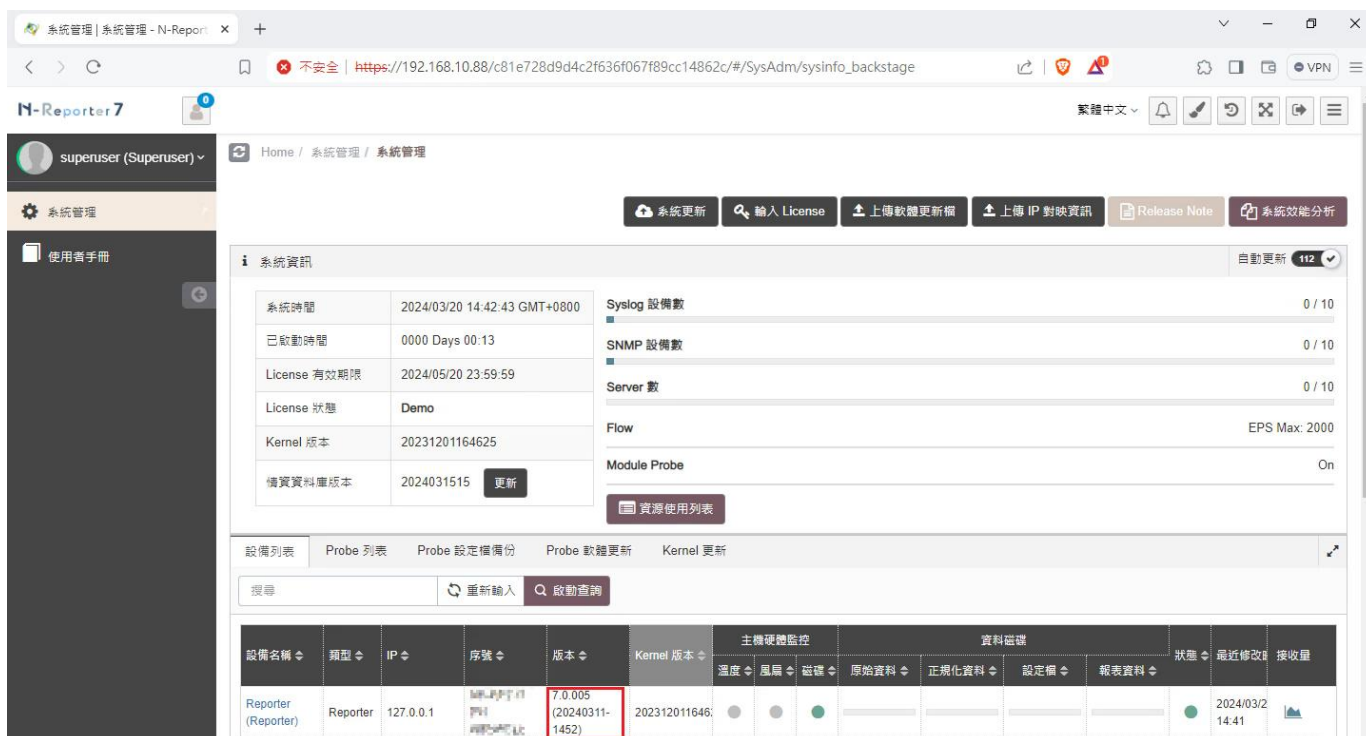 系統管理 | 系統管理 - N-Report
不安全 | https://192.168.10.88/c81e728d9d4c2f636f067f89cc14862c/#/SysAdm/sysinfo_backstage
VPN
N-Reporter 7
0
繁體中文
superuser (Superuser)
Home / 系統管理 / 系統管理
系統管理
使用者手冊
系統更新 輸入 License 上傳軟體更新檔 上傳 IP 對映資訊 Release Note 系統效能分析
i 系統資訊
自動更新 112
系統時間 2024/03/20 14:42:43 GMT+0800
已啟動時間 0000 Days 00:13
License 有效期限 2024/05/20 23:59:59
License 狀態 Demo
Kernel 版本 20231201164625
情資資料庫版本 2024031515 更新
Syslog 設備數 0 / 10
SNMP 設備數 0 / 10
Server 數 0 / 10
Flow EPS Max: 2000
Module Probe On
資源使用列表
設備列表 Probe 列表 Probe 設定檔備份 Probe 軟體更新 Kernel 更新
搜尋 重新輸入 啟動查詢
設備名稱 類型 IP 序號 版本 Kernel 版本 主機硬體監控 資料磁碟 狀態 最近修改 接收量
溫度 風扇 磁碟 原始資料 正規化資料 設定檔 報表資料
Reporter (Reporter) Reporter 127.0.0.1 7.0.005 (20240311-1452) 202312011646 2024/03/2 14:41